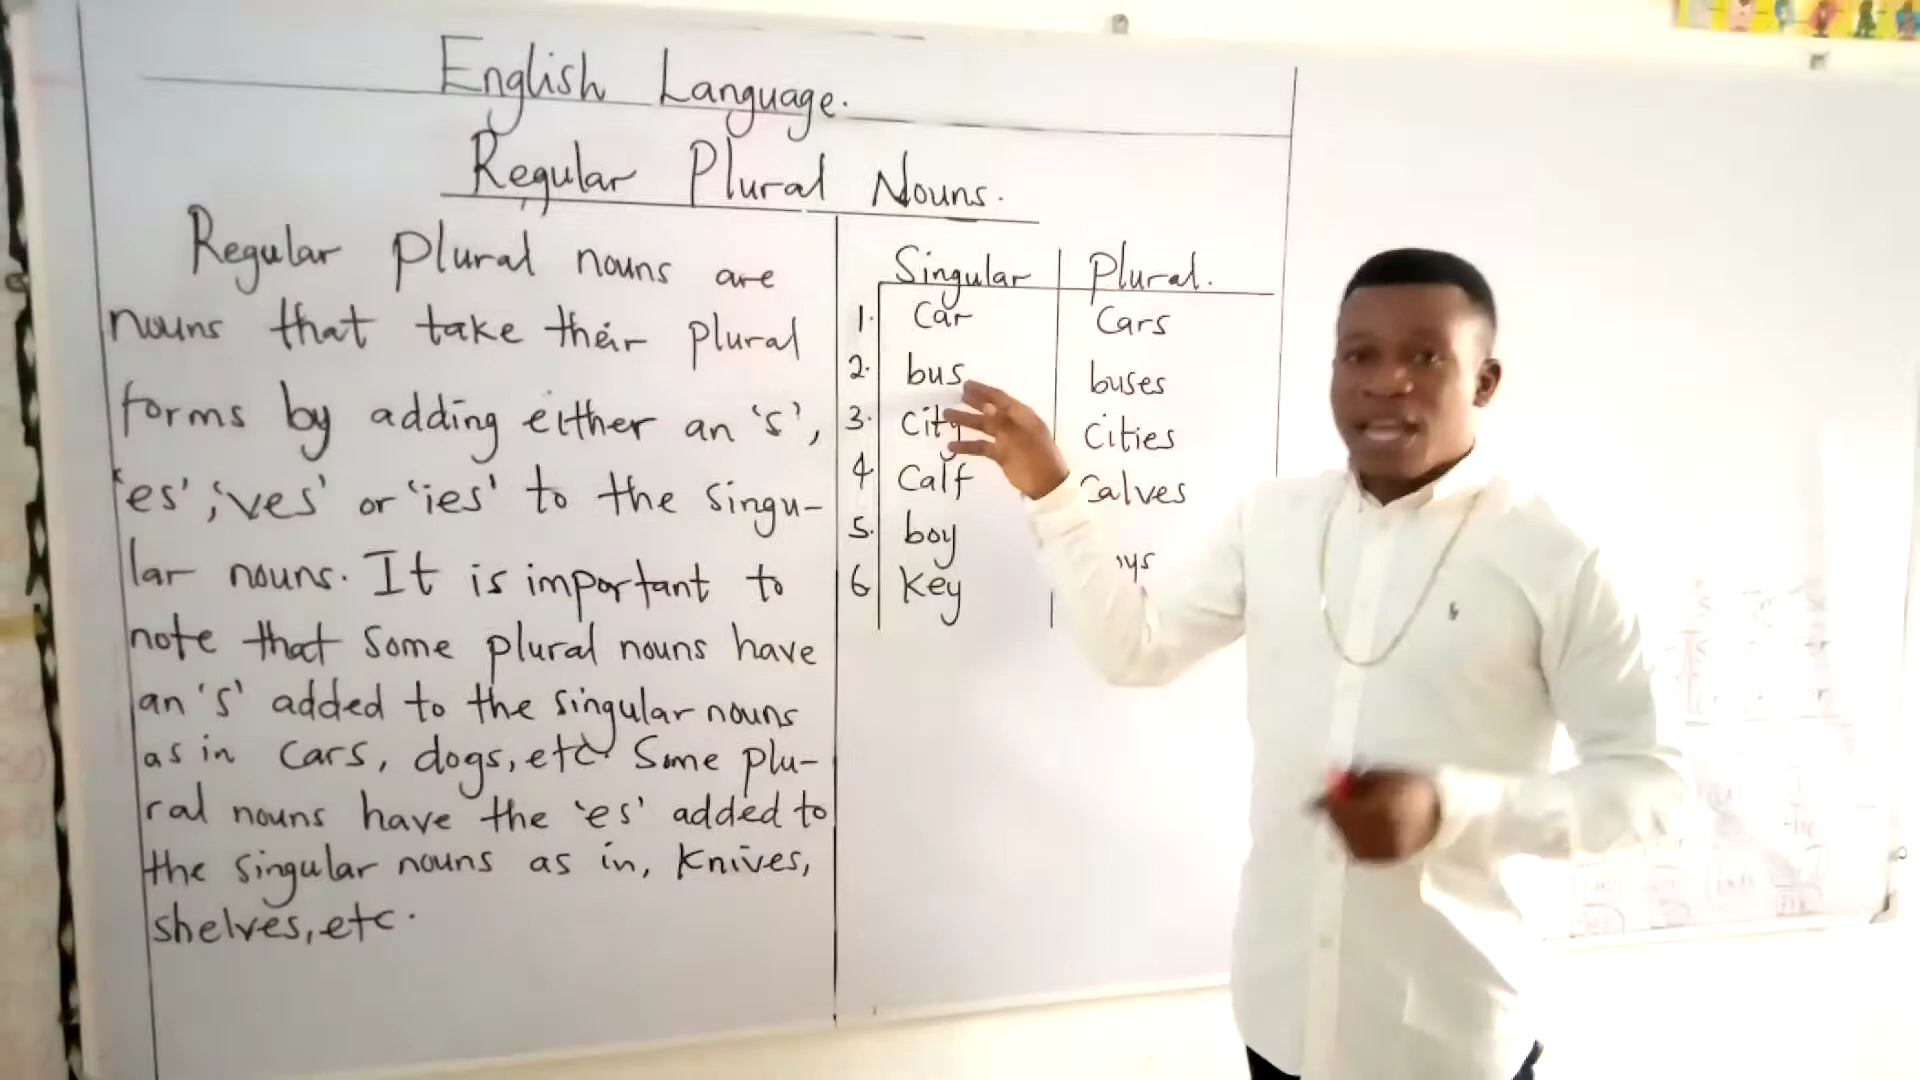 English Language.
Regular Plural Nouns.
Regular plural nouns are
nouns that take their plural
forms by adding either an 's',
'es', 'ves' or 'ies' to the singu-
lar nouns. It is important to
note that some plural nouns have
an 's' added to the singular nouns
as in cars, dogs, etc. Some plu-
ral nouns have the 'es' added to
the singular nouns as in, knives,
shelves, etc.
Singular Plural.
1. Car Cars
2. bus buses
3. city Cities
4 Calf Calves
5. boy
6 Key